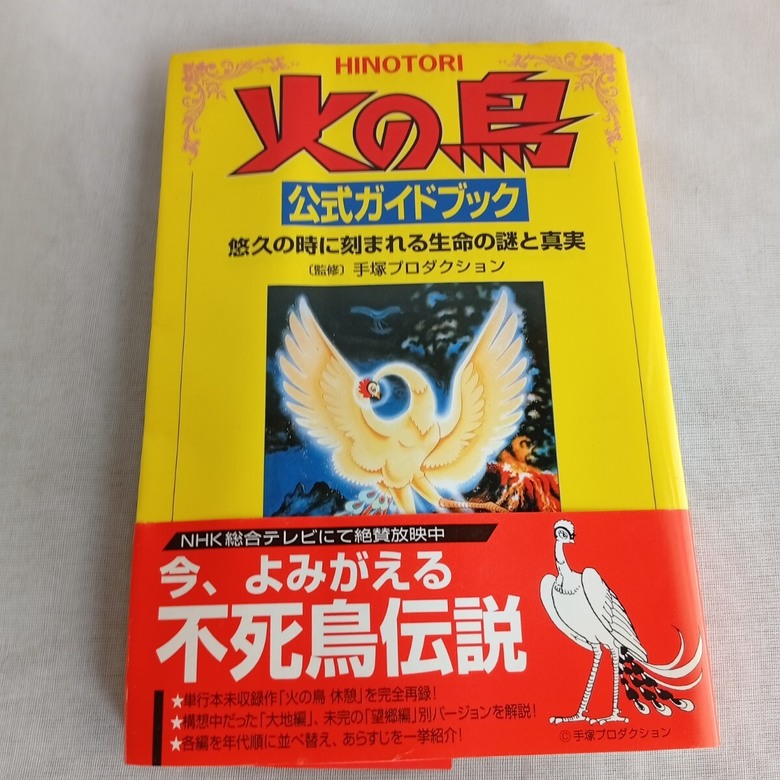 HINOTORI
火の鳥
公式ガイドブック
悠久の時に刻まれる生命の謎と真実
〔監修〕手塚プロダクション
NHK総合テレビにて絶賛放映中
今、よみがえる
不死鳥伝説
★単行本未収録作「火の鳥 休憩」を完全再録!
★構想中だった「大地編」、未完の「望郷編」別バージョンを解説!
★各編を年代順に並べ替え、あらすじを一挙紹介!
©手塚プロダクション